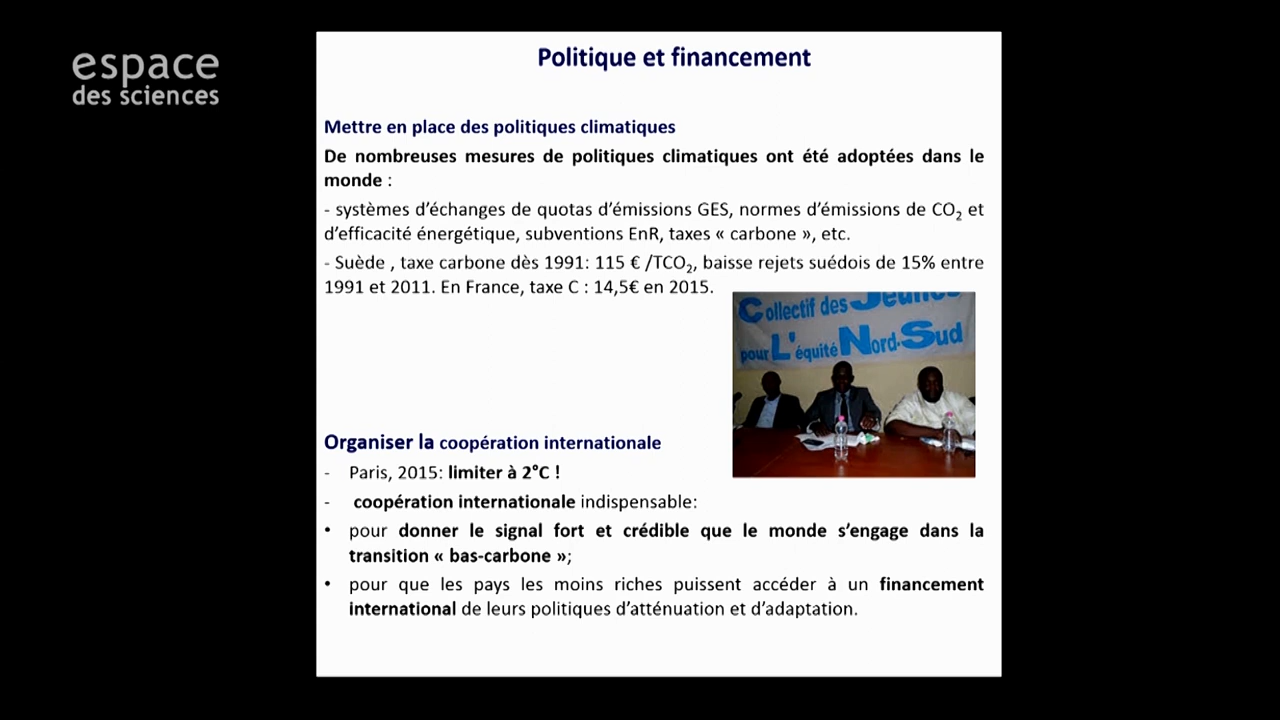 espace
des sciences
Politique et financement
Mettre en place des politiques climatiques
De nombreuses mesures de politiques climatiques ont été adoptées dans le
monde :
- systèmes d’échanges de quotas d’émissions GES, normes d’émissions de CO₂ et
d’efficacité énergétique, subventions EnR, taxes « carbone », etc.
- Suède , taxe carbone dès 1991: 115 € /TCO₂, baisse rejets suédois de 15% entre
1991 et 2011. En France, taxe C : 14,5€ en 2015.
Collectif des Jeunes
pour L'équité Nord-Sud
Organiser la coopération internationale
- Paris, 2015: limiter à 2°C !
- coopération internationale indispensable:
• pour donner le signal fort et crédible que le monde s’engage dans la
transition « bas-carbone »;
• pour que les pays les moins riches puissent accéder à un financement
international de leurs politiques d’atténuation et d’adaptation.